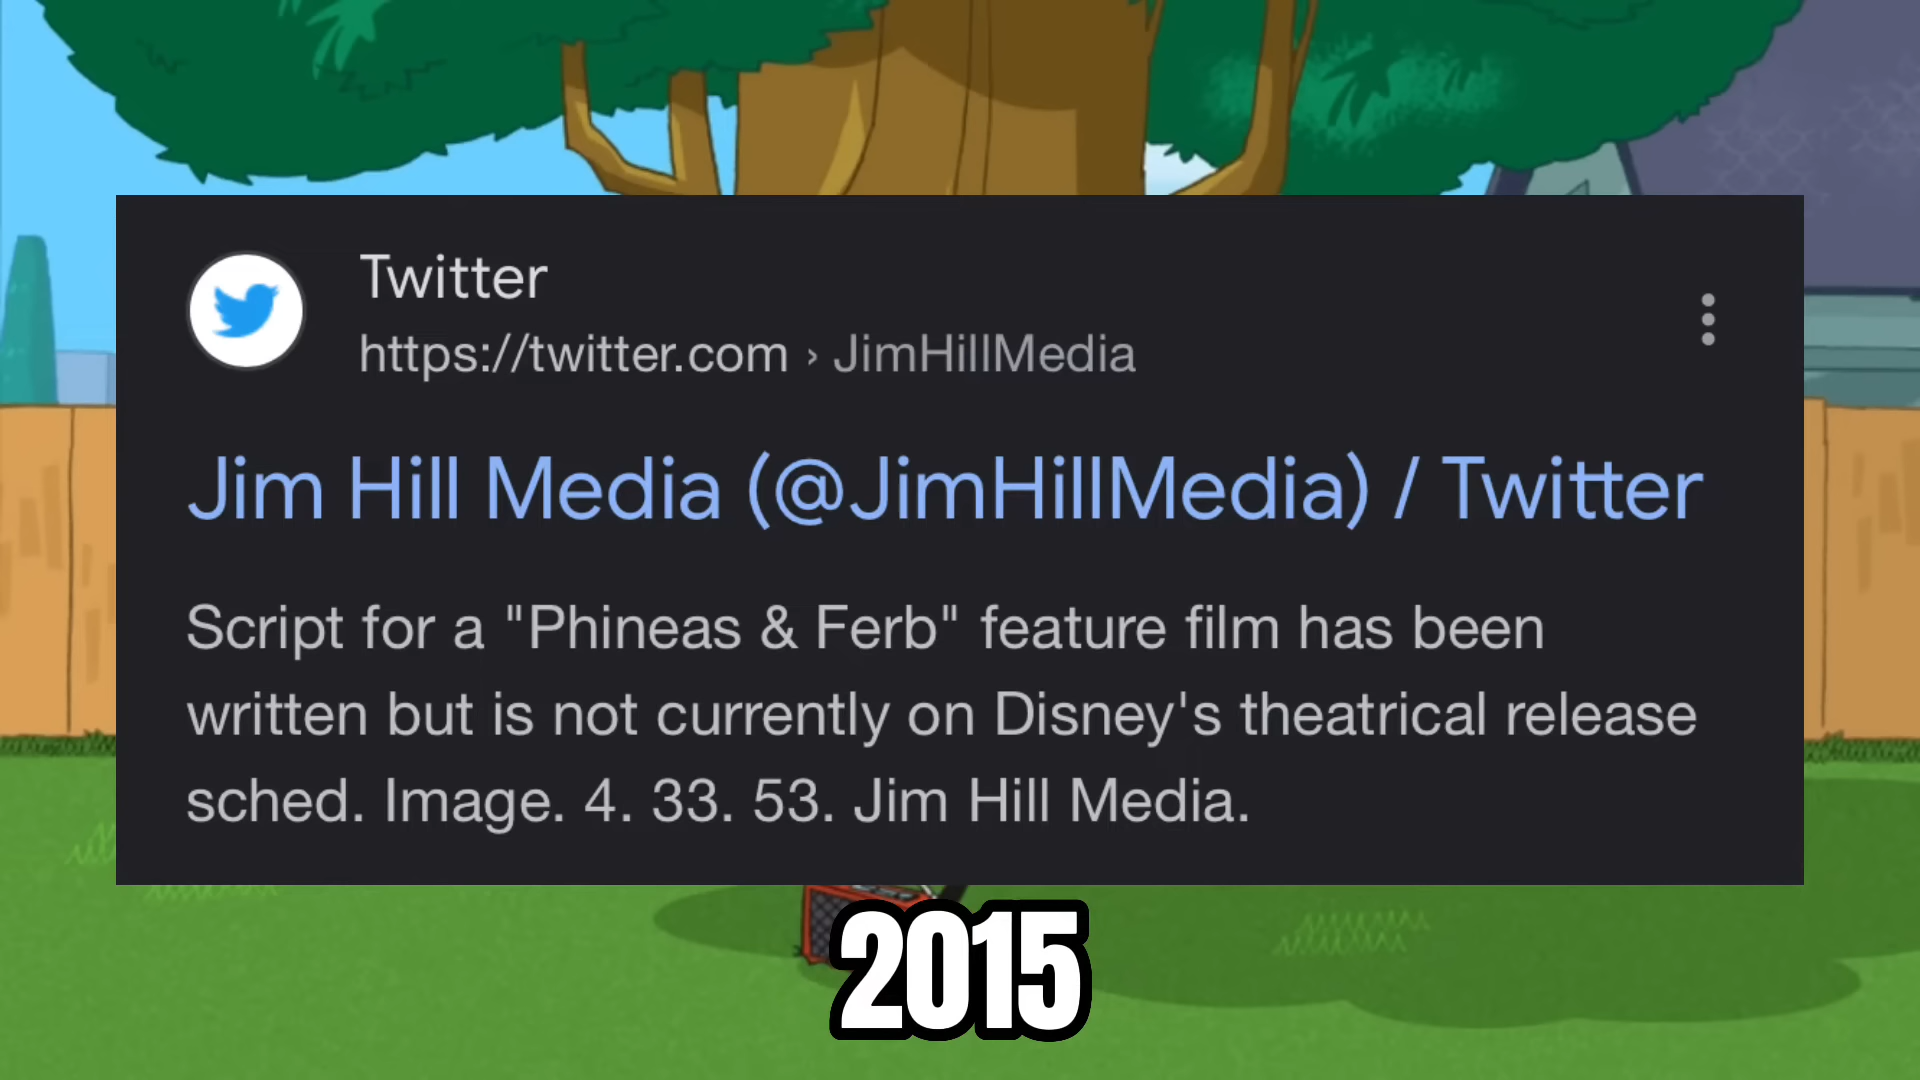 Twitter
https://twitter.com › JimHillMedia
Jim Hill Media (@JimHillMedia) / Twitter
Script for a "Phineas & Ferb" feature film has been
written but is not currently on Disney's theatrical release
sched. Image. 4. 33. 53. Jim Hill Media.
2015